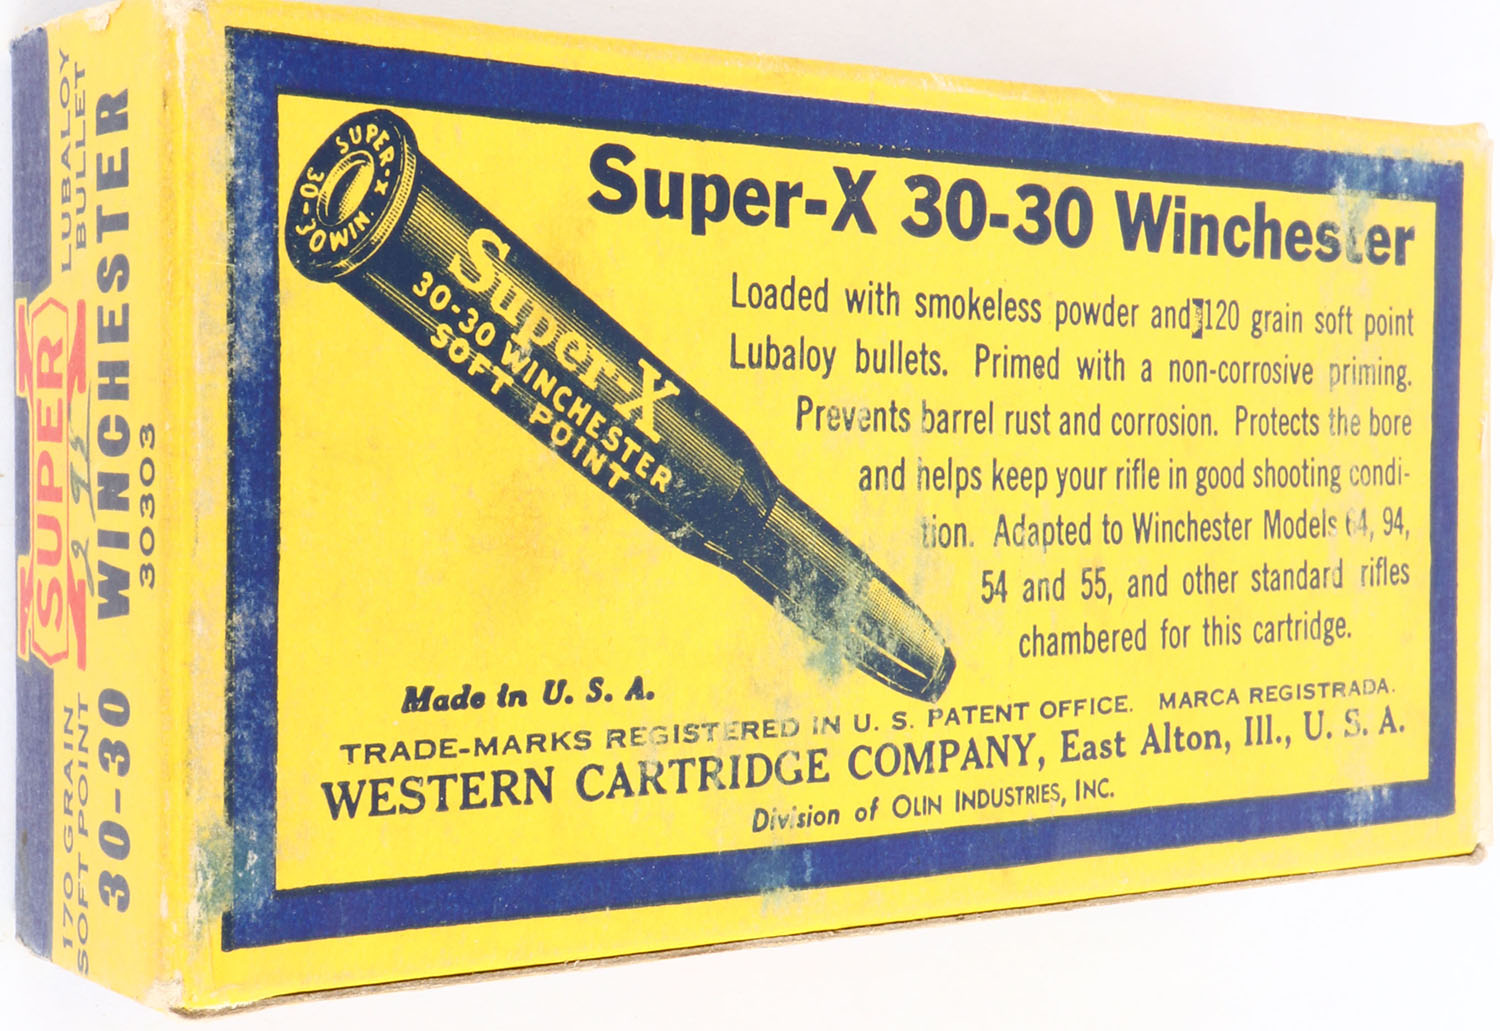 LUBALOY
BULLET
SUPER
X
2 95
170 GRAIN
SOFT POINT
30-30 WINCHESTER
30303
SUPER-X
30-30 WIN.
Super-X
30-30 WINCHESTER
SOFT POINT
Super-X 30-30 Winchester
Loaded with smokeless powder and 120 grain soft point
Lubaloy bullets. Primed with a non-corrosive priming.
Prevents barrel rust and corrosion. Protects the bore
and helps keep your rifle in good shooting condi-
tion. Adapted to Winchester Models 64, 94,
54 and 55, and other standard rifles
chambered for this cartridge.
Made in U. S. A.
TRADE-MARKS REGISTERED IN U. S. PATENT OFFICE. MARCA REGISTRADA.
WESTERN CARTRIDGE COMPANY, East Alton, Ill., U. S. A.
Division of OLIN INDUSTRIES, INC.